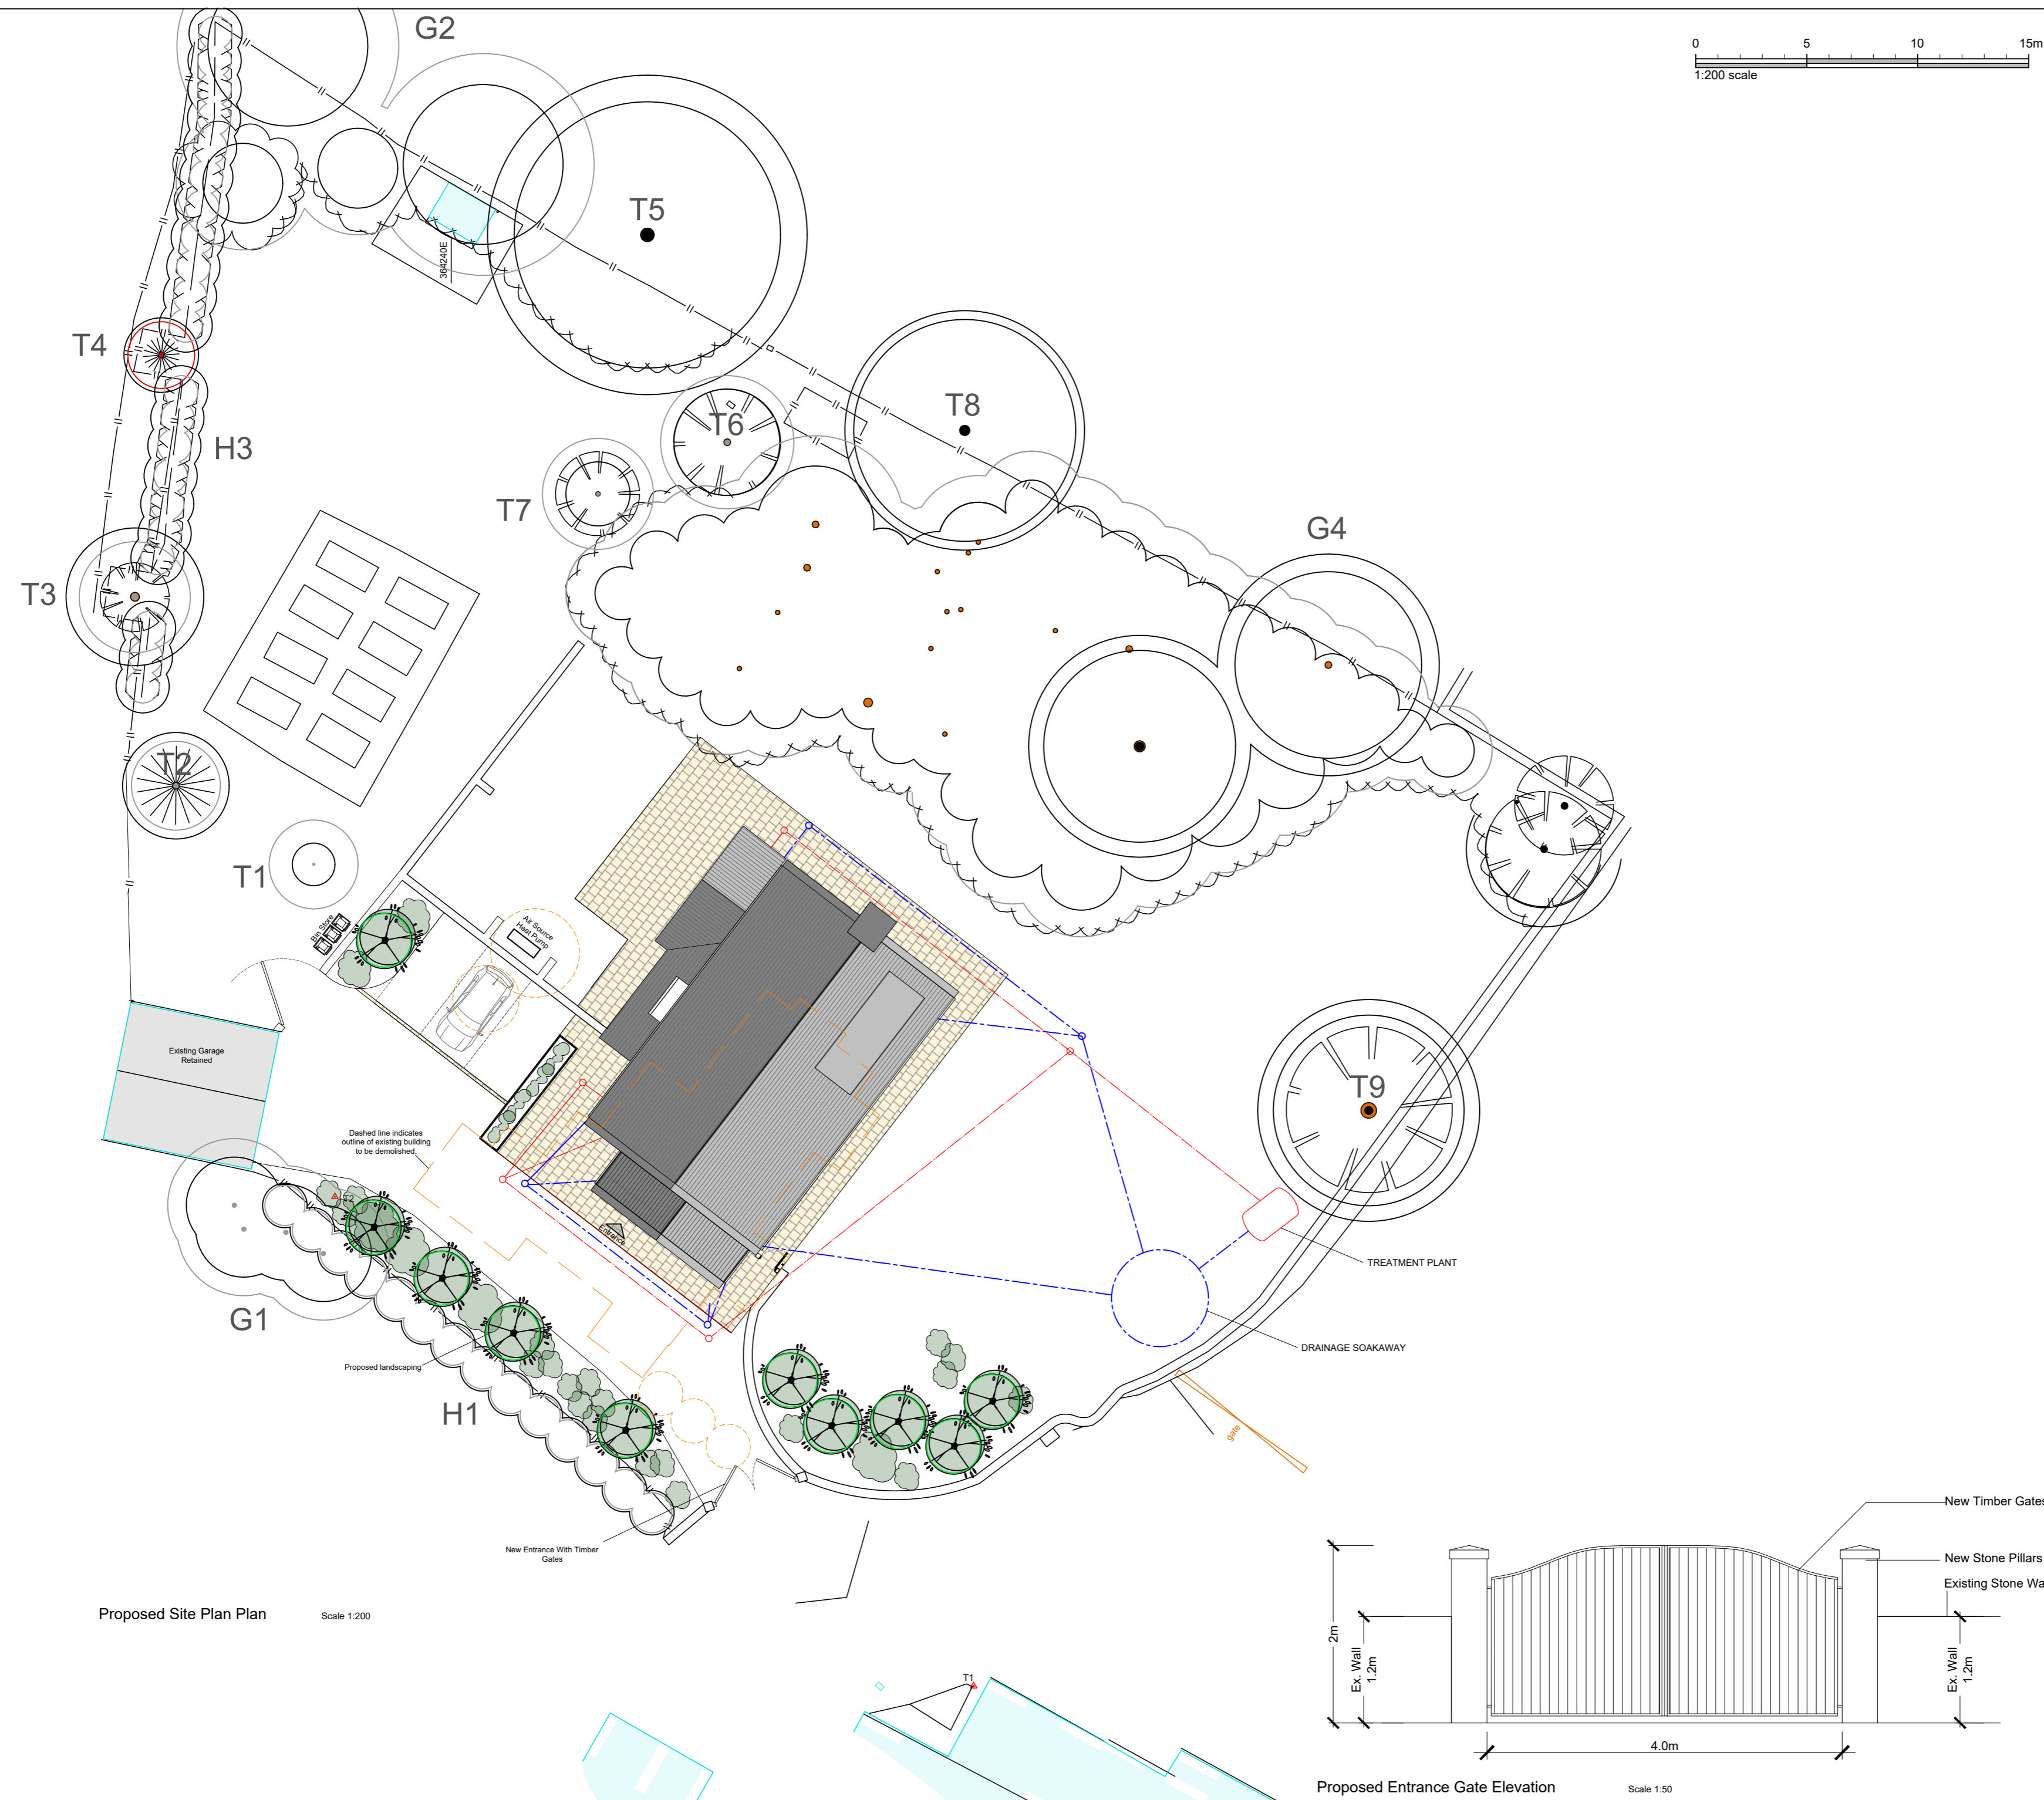 G2
0 5 10 15m
1:200 scale
T5
364240E
T4
T6
T8
H3
T7
G4
T3
T2
T1
Bin Store
Air Source
Heat Pump
Existing Garage
Retained
T9
Dashed line indicates
outline of existing building
to be demolished.
T2
Entrance
TREATMENT PLANT
G1
DRAINAGE SOAKAWAY
Proposed landscaping
H1
gate
New Entrance With Timber
Gates
New Timber Gates
New Stone Pillars
Existing Stone Wa
2m
Ex. Wall
1.2m
Ex. Wall
1.2m
4.0m
Proposed Site Plan Plan Scale 1:200
T1
Proposed Entrance Gate Elevation Scale 1:50